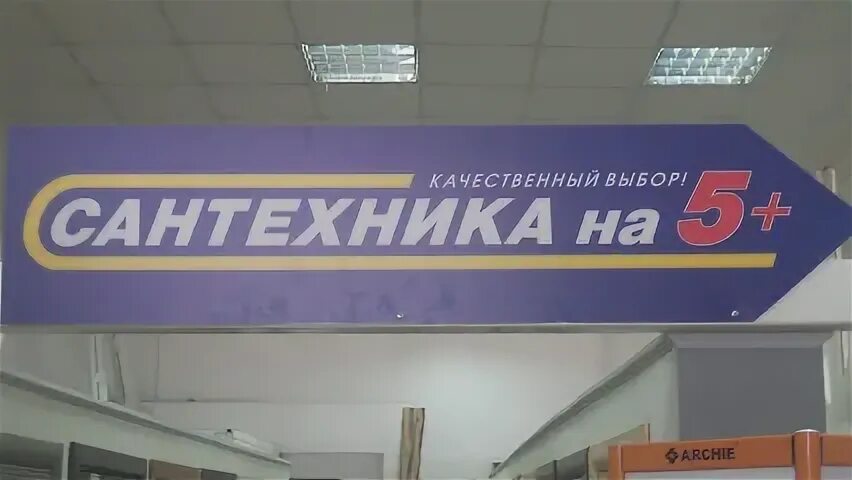 КАЧЕСТВЕННЫЙ ВЫБОР!
САНТЕХНИКА на 5+
ARCHIE